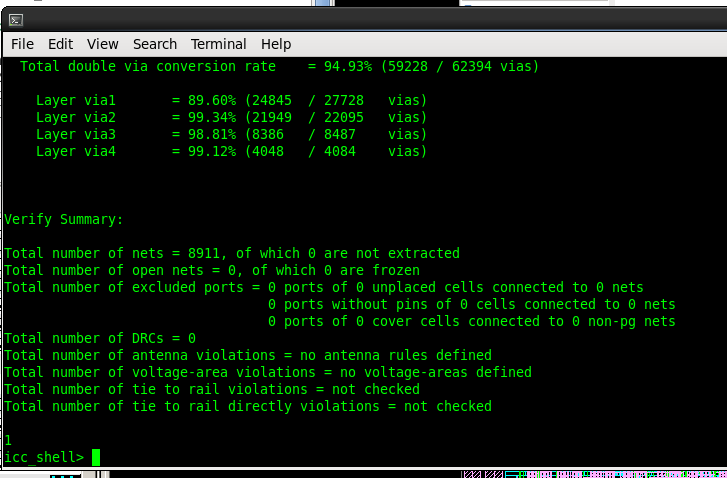 File Edit View Search Terminal Help
Total double via conversion rate = 94.93% (59228 / 62394 vias)
Layer via1 = 89.60% (24845 / 27728 vias)
Layer via2 = 99.34% (21949 / 22095 vias)
Layer via3 = 98.81% (8386 / 8487 vias)
Layer via4 = 99.12% (4048 / 4084 vias)
Verify Summary:
Total number of nets = 8911, of which 0 are not extracted
Total number of open nets = 0, of which 0 are frozen
Total number of excluded ports = 0 ports of 0 unplaced cells connected to 0 nets
0 ports without pins of 0 cells connected to 0 nets
0 ports of 0 cover cells connected to 0 non-pg nets
Total number of DRCs = 0
Total number of antenna violations = no antenna rules defined
Total number of voltage-area violations = no voltage-areas defined
Total number of tie to rail violations = not checked
Total number of tie to rail directly violations = not checked
1
icc_shell>